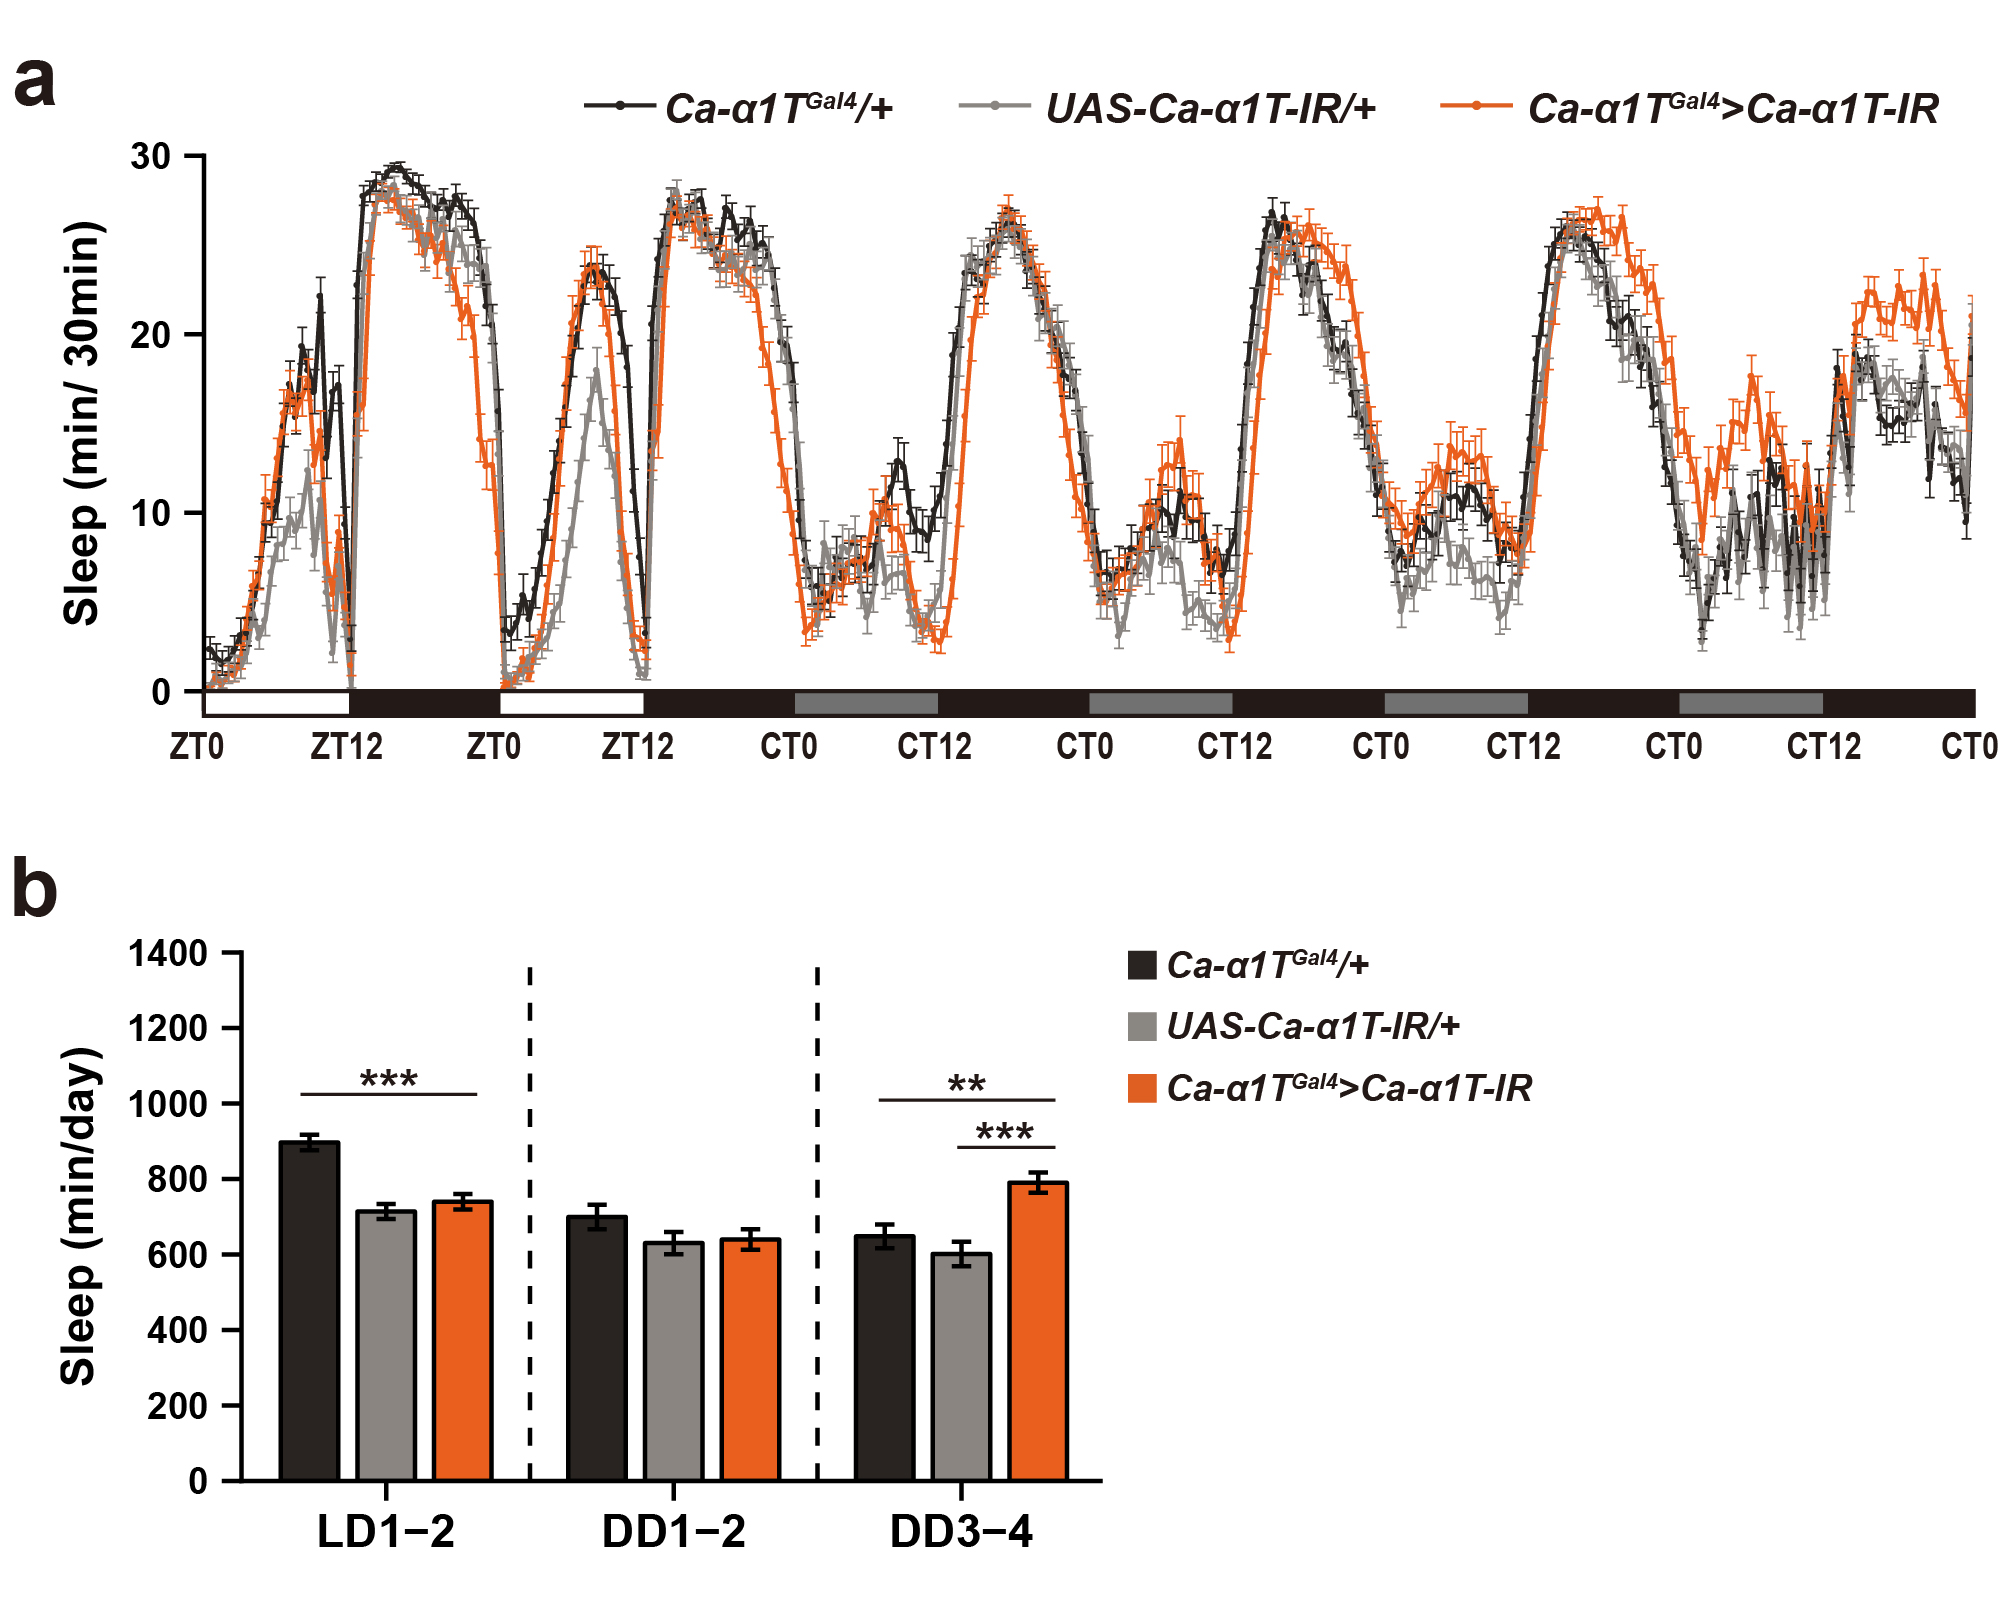 a
Ca-α1TGal4/+ UAS-Ca-α1T-IR/+ Ca-α1TGal4>Ca-α1T-IR
Sleep (min/ 30min)
30
20
10
0
ZT0 ZT12 ZT0 ZT12 CT0 CT12 CT0 CT12 CT0 CT12 CT0 CT12 CT0
b
Sleep (min/day)
1400
1200
1000
800
600
400
200
0
***
**
***
LD1−2 DD1−2 DD3−4
Ca-α1TGal4/+
UAS-Ca-α1T-IR/+
Ca-α1TGal4>Ca-α1T-IR